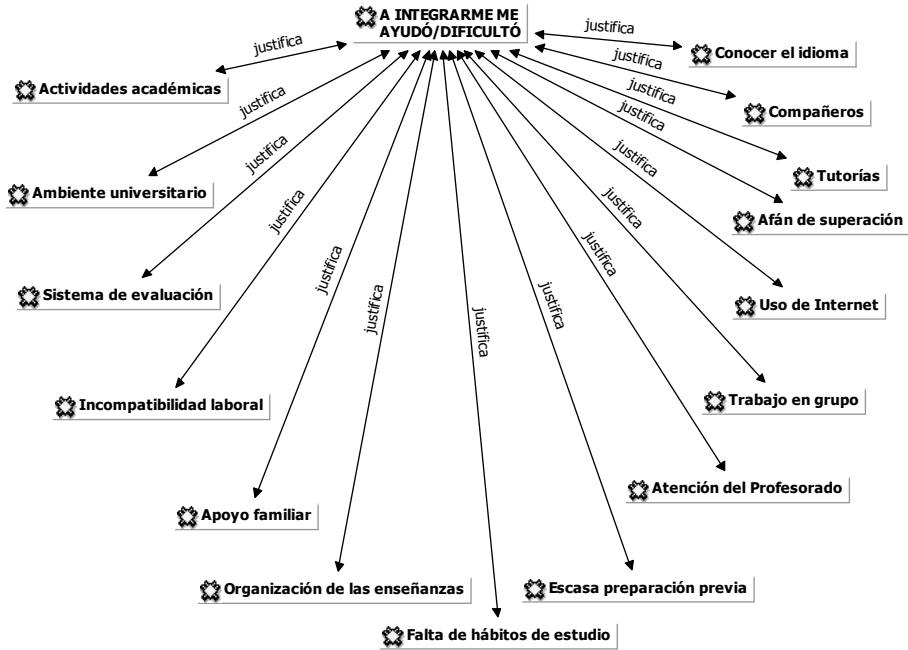 A INTEGRARME ME
AYUDÓ/DIFICULTÓ
justifica
justifica
Conocer el idioma
Actividades académicas
justifica
Compañeros
justifica
justifica
justifica
justifica
justifica
Tutorías
Ambiente universitario
justifica
justifica
Afán de superación
justifica
justifica
justifica
justifica
justifica
Sistema de evaluación
Uso de Internet
justifica
Incompatibilidad laboral
Trabajo en grupo
Atención del Profesorado
Apoyo familiar
Organización de las enseñanzas
Escasa preparación previa
Falta de hábitos de estudio